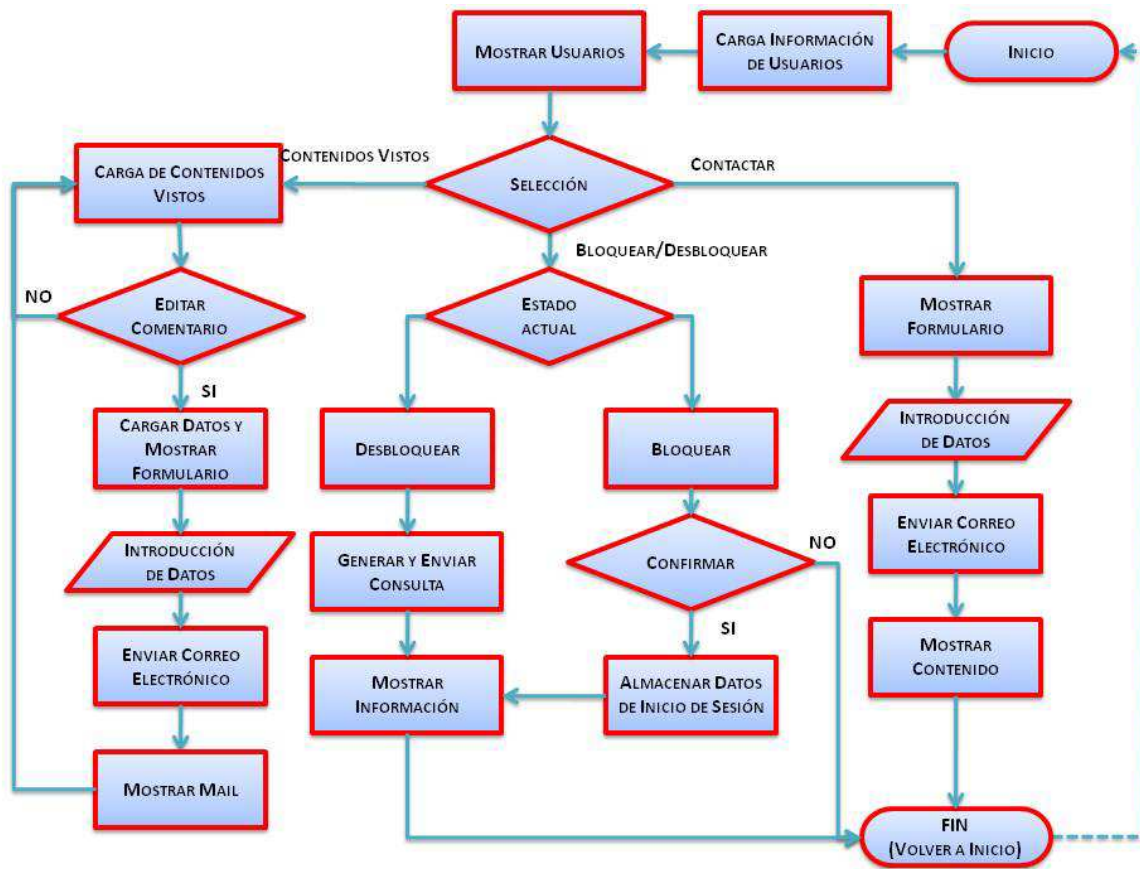 Mostrar Usuarios
Carga Información
de Usuarios
Inicio
Contenidos Vistos
Contactar
Carga de Contenidos
Vistos
Selección
Bloquear/Desbloquear
NO
Editar
Comentario
Estado
actual
Mostrar
Formulario
SI
Cargar Datos y
Mostrar
Formulario
Desbloquear
Bloquear
Introducción
de Datos
Introducción
de Datos
Generar y Enviar
Consulta
Confirmar
NO
Enviar Correo
Electrónico
SI
Enviar Correo
Electrónico
Mostrar
Información
Almacenar Datos
de Inicio de Sesión
Mostrar
Contenido
Mostrar Mail
FIN
(Volver a Inicio)